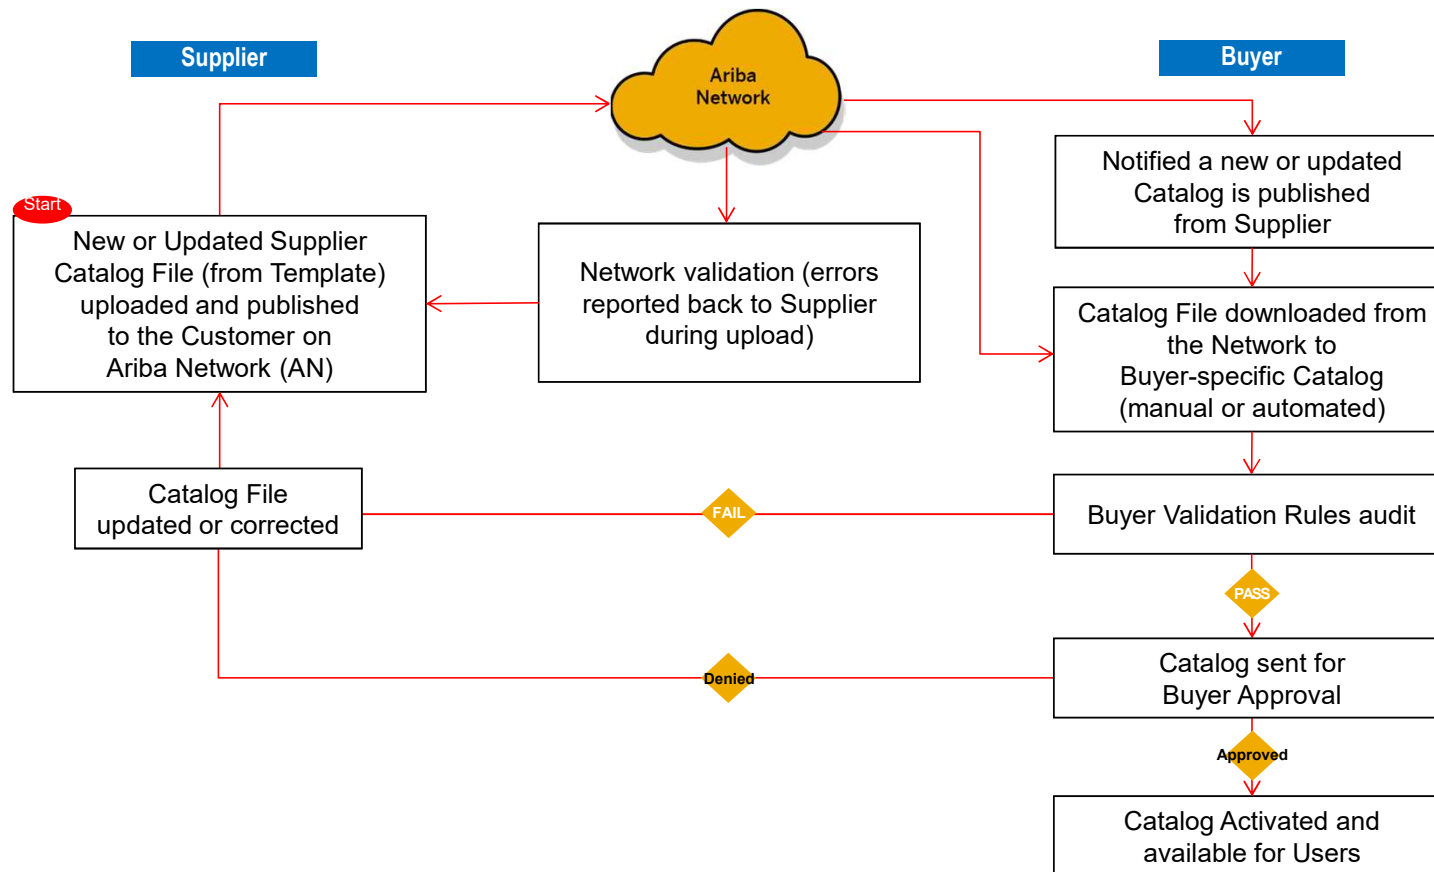 Supplier
Ariba
Network
Buyer
Start
New or Updated Supplier
Catalog File (from Template)
uploaded and published
to the Customer on
Ariba Network (AN)
Network validation (errors
reported back to Supplier
during upload)
Notified a new or updated
Catalog is published
from Supplier
Catalog File downloaded from
the Network to
Buyer-specific Catalog
(manual or automated)
Catalog File
updated or corrected
FAIL
Buyer Validation Rules audit
PASS
Denied
Catalog sent for
Buyer Approval
Approved
Catalog Activated and
available for Users